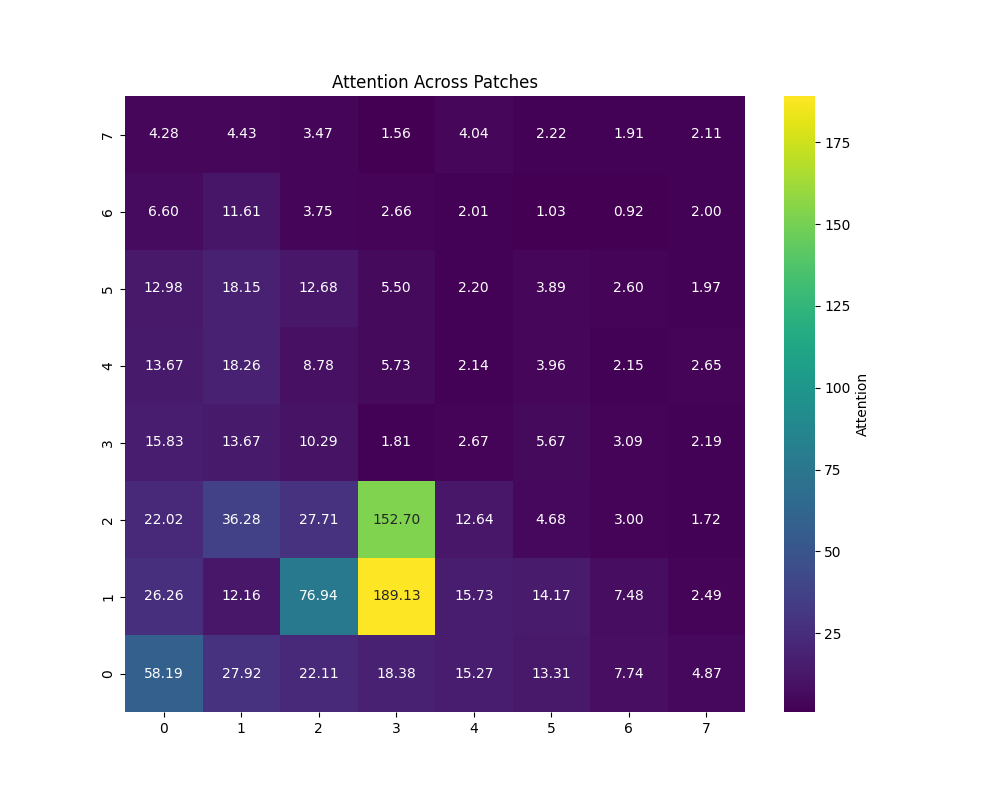 Attention Across Patches
7 4.28 4.43 3.47 1.56 4.04 2.22 1.91 2.11
6 6.60 11.61 3.75 2.66 2.01 1.03 0.92 2.00
5 12.98 18.15 12.68 5.50 2.20 3.89 2.60 1.97
4 13.67 18.26 8.78 5.73 2.14 3.96 2.15 2.65
3 15.83 13.67 10.29 1.81 2.67 5.67 3.09 2.19
2 22.02 36.28 27.71 152.70 12.64 4.68 3.00 1.72
1 26.26 12.16 76.94 189.13 15.73 14.17 7.48 2.49
0 58.19 27.92 22.11 18.38 15.27 13.31 7.74 4.87
0 1 2 3 4 5 6 7
175
150
125
100
75
50
25
Attention